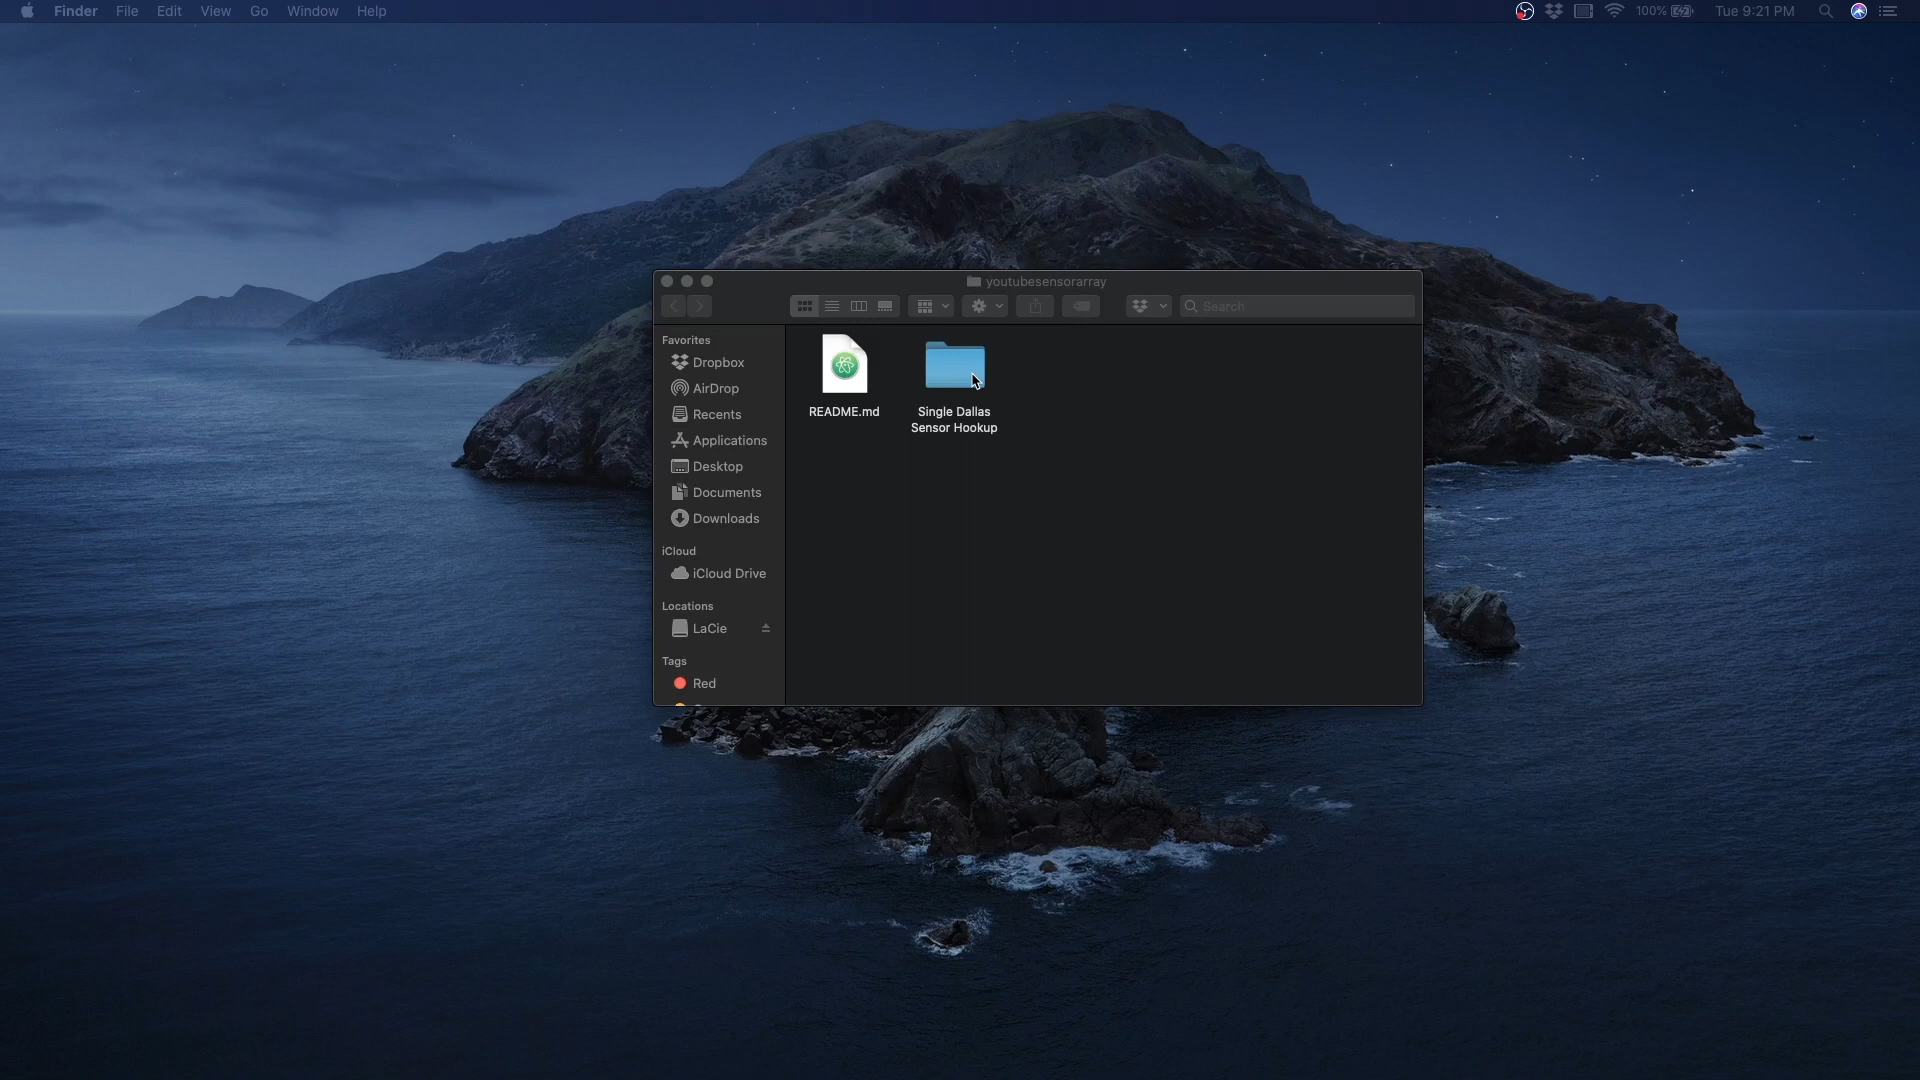 Finder File Edit View Go Window Help
100% Tue 9:21 PM
youtubesensorarray
Search
Favorites
Dropbox
AirDrop
Recents
Applications
Desktop
Documents
Downloads
iCloud
iCloud Drive
Locations
LaCie
Tags
Red
README.md
Single Dallas
Sensor Hookup